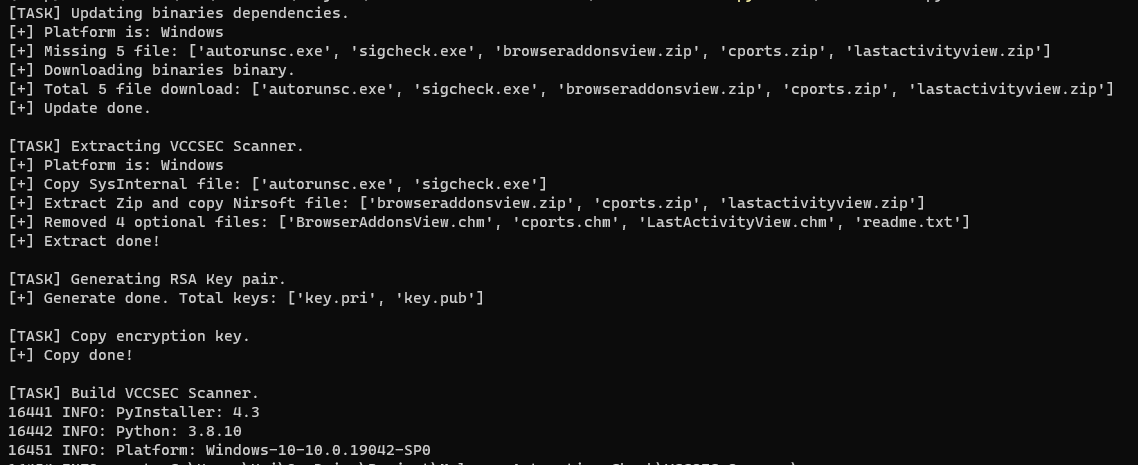 [TASK] Updating binaries dependencies.
[+] Platform is: Windows
[+] Missing 5 file: ['autorunsc.exe', 'sigcheck.exe', 'browseraddonsview.zip', 'cports.zip', 'lastactivityview.zip']
[+] Downloading binaries binary.
[+] Total 5 file download: ['autorunsc.exe', 'sigcheck.exe', 'browseraddonsview.zip', 'cports.zip', 'lastactivityview.zip']
[+] Update done.
[TASK] Extracting VCCSEC Scanner.
[+] Platform is: Windows
[+] Copy SysInternal file: ['autorunsc.exe', 'sigcheck.exe']
[+] Extract Zip and copy Nirsoft file: ['browseraddonsview.zip', 'cports.zip', 'lastactivityview.zip']
[+] Removed 4 optional files: ['BrowserAddonsView.chm', 'cports.chm', 'LastActivityView.chm', 'readme.txt']
[+] Extract done!
[TASK] Generating RSA Key pair.
[+] Generate done. Total keys: ['key.pri', 'key.pub']
[TASK] Copy encryption key.
[+] Copy done!
[TASK] Build VCCSEC Scanner.
16441 INFO: PyInstaller: 4.3
16442 INFO: Python: 3.8.10
16451 INFO: Platform: Windows-10-10.0.19042-SP0